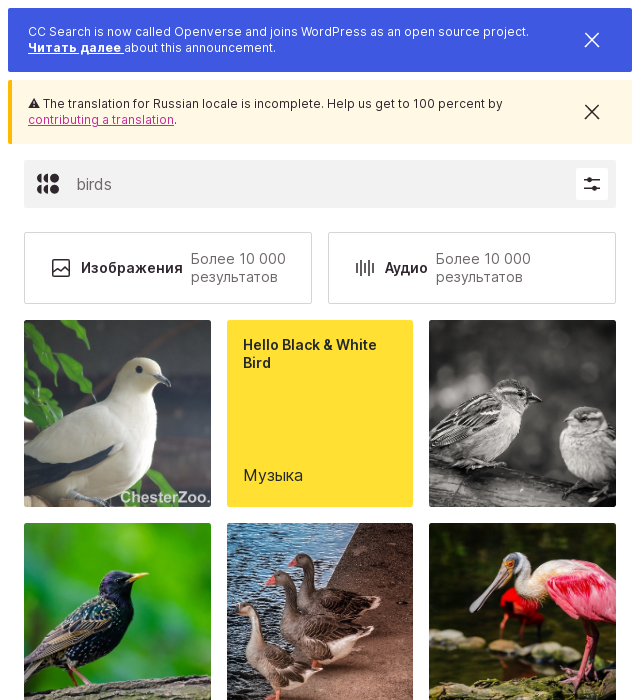 CC Search is now called Openverse and joins WordPress as an open source project.
Читать далее about this announcement.
The translation for Russian locale is incomplete. Help us get to 100 percent by
contributing a translation.
birds
Изображения
Более 10 000
результатов
Аудио
Более 10 000
результатов
Hello Black & White
Bird
Музыка
ChesterZoo.